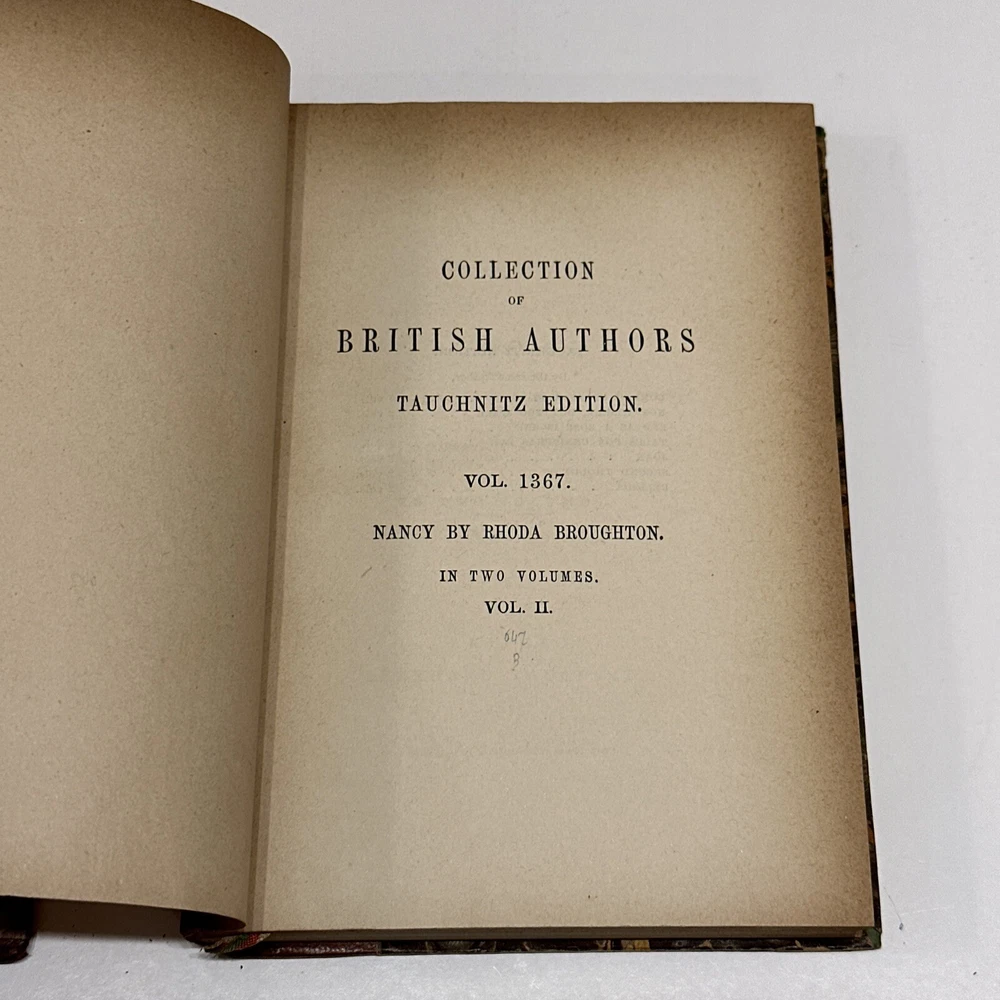 COLLECTION
OF
BRITISH AUTHORS
TAUCHNITZ EDITION.
VOL. 1367.
NANCY BY RHODA BROUGHTON.
IN TWO VOLUMES.
VOL. II.